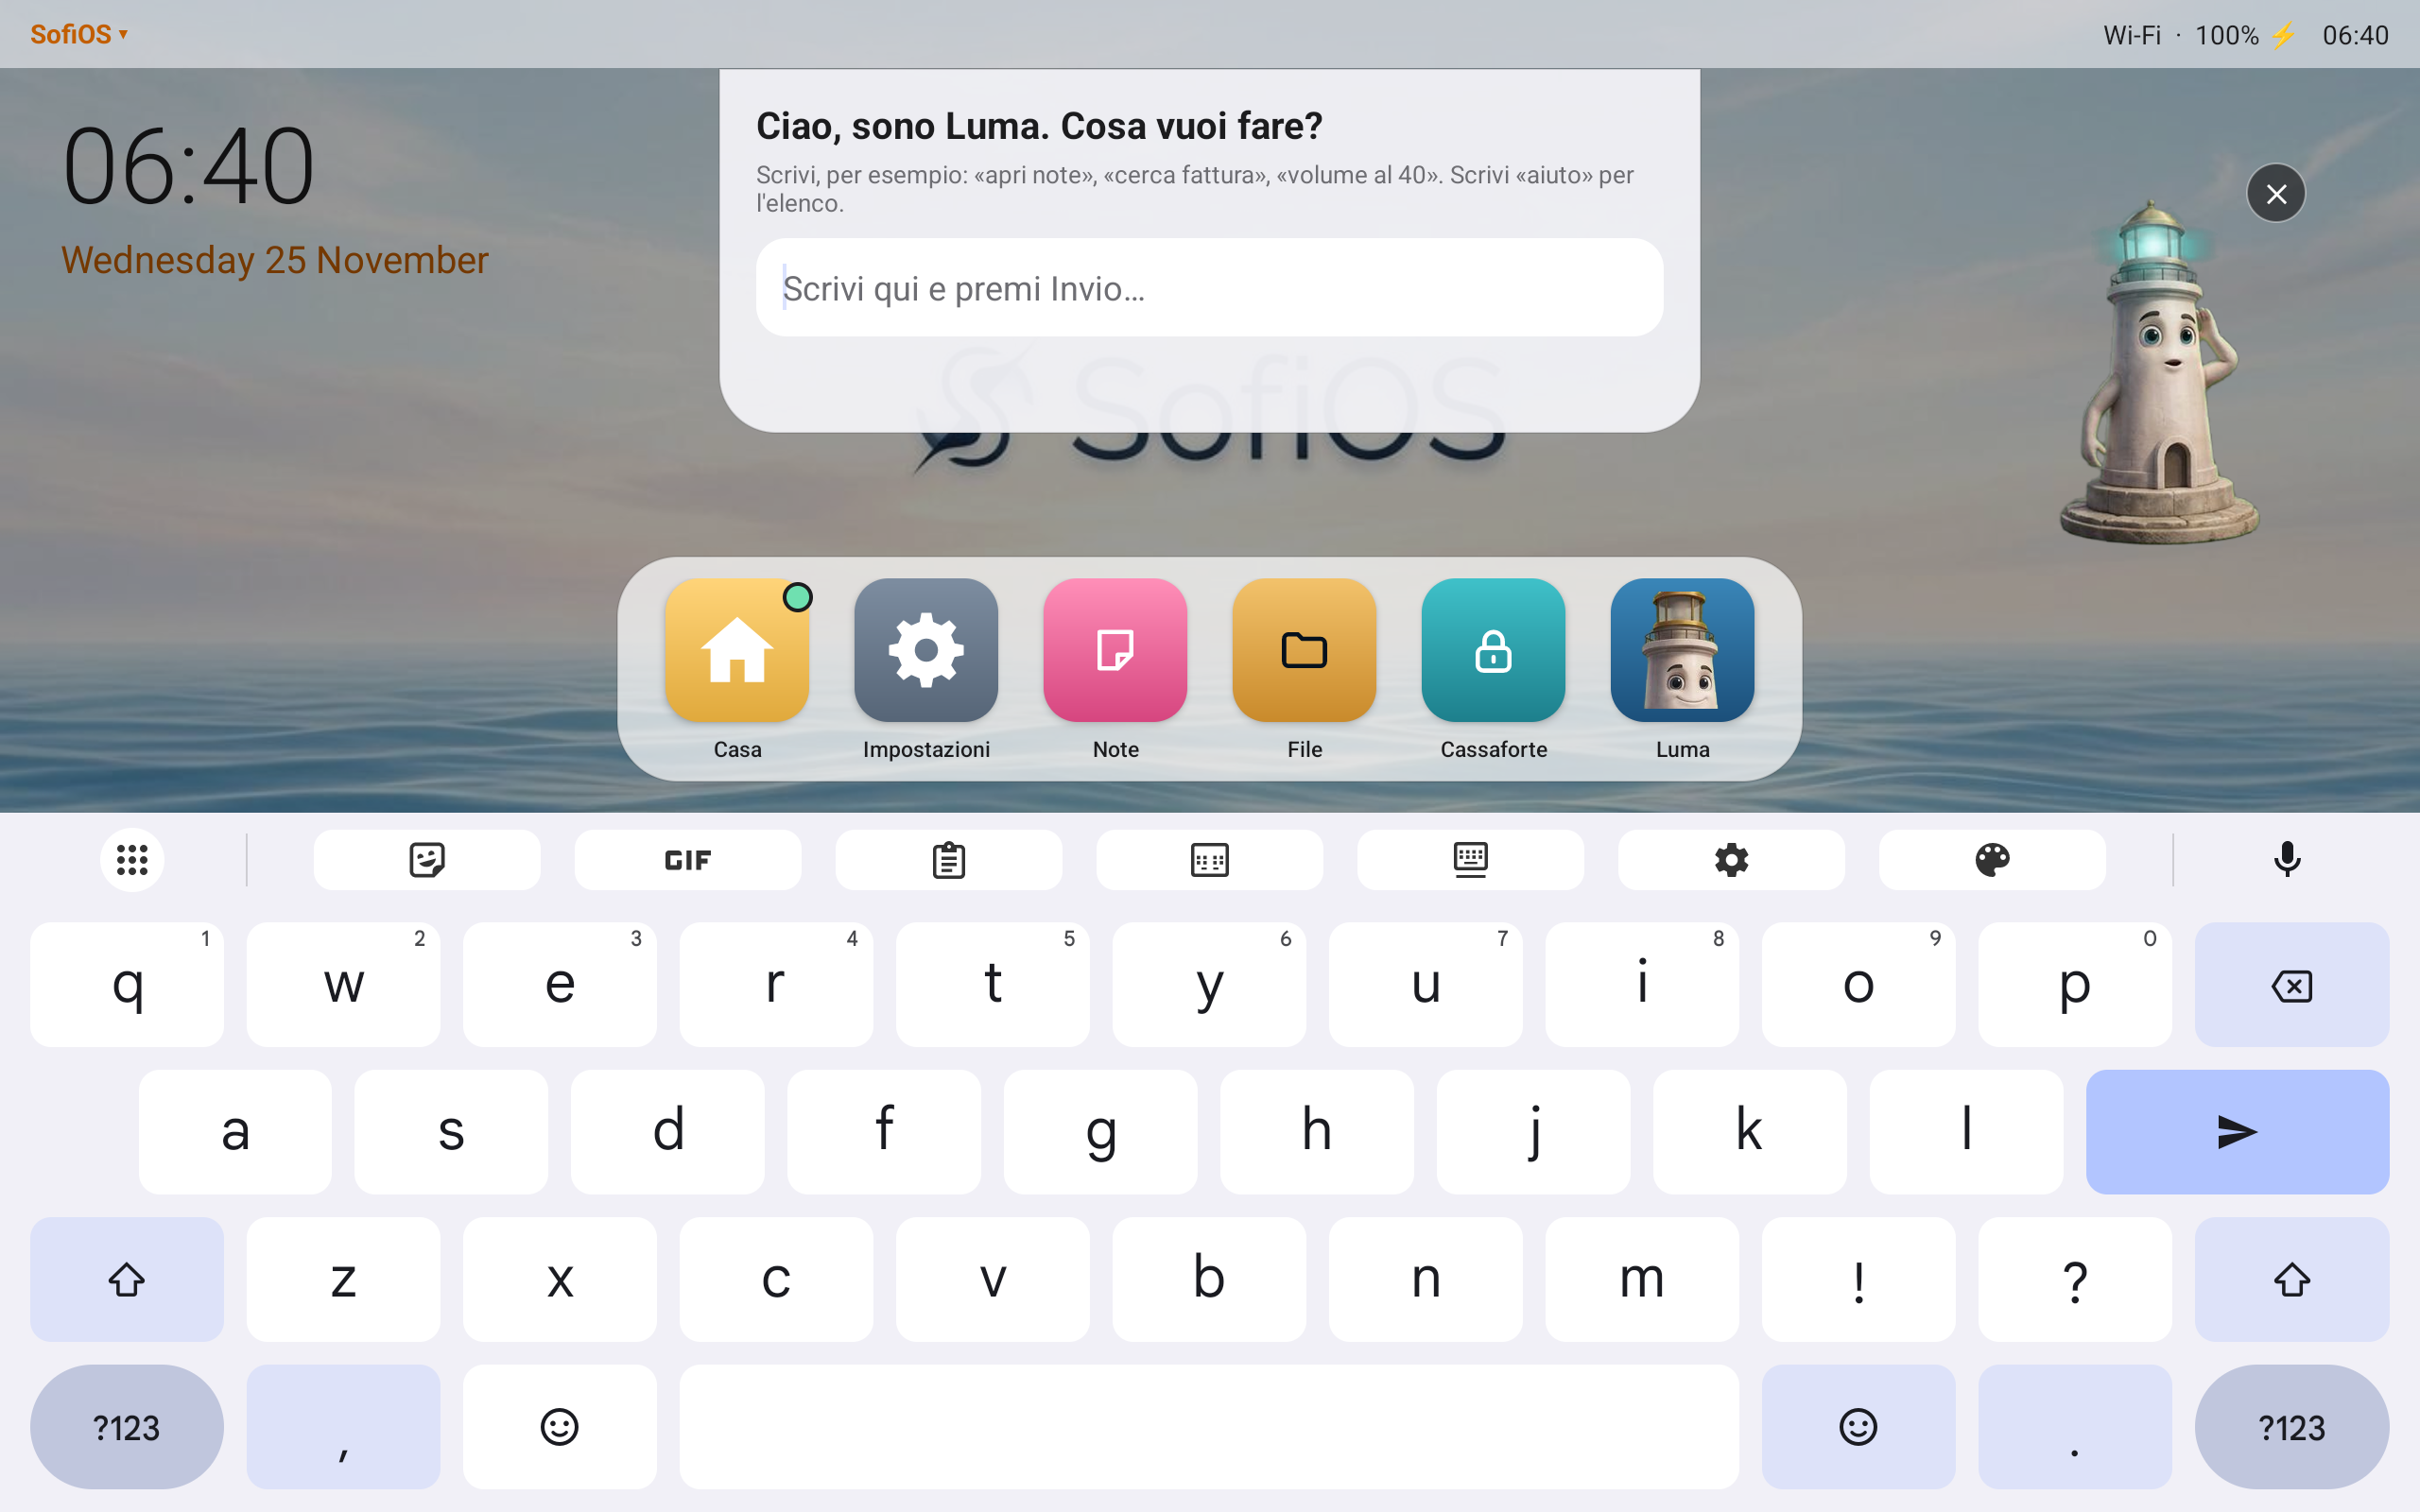 SofiOS ▾
Wi-Fi · 100% ⚡ 06:40
06:40
Wednesday 25 November
Ciao, sono Luma. Cosa vuoi fare?
Scrivi, per esempio: «apri note», «cerca fattura», «volume al 40». Scrivi «aiuto» per
l'elenco.
Scrivi qui e premi Invio…
SofiOS
Casa Impostazioni Note File Cassaforte Luma
GIF
q 1 w 2 e 3 r 4 t 5 y 6 u 7 i 8 o 9 p 0
a s d f g h j k l
z x c v b n m ! ?
?123 , . ?123